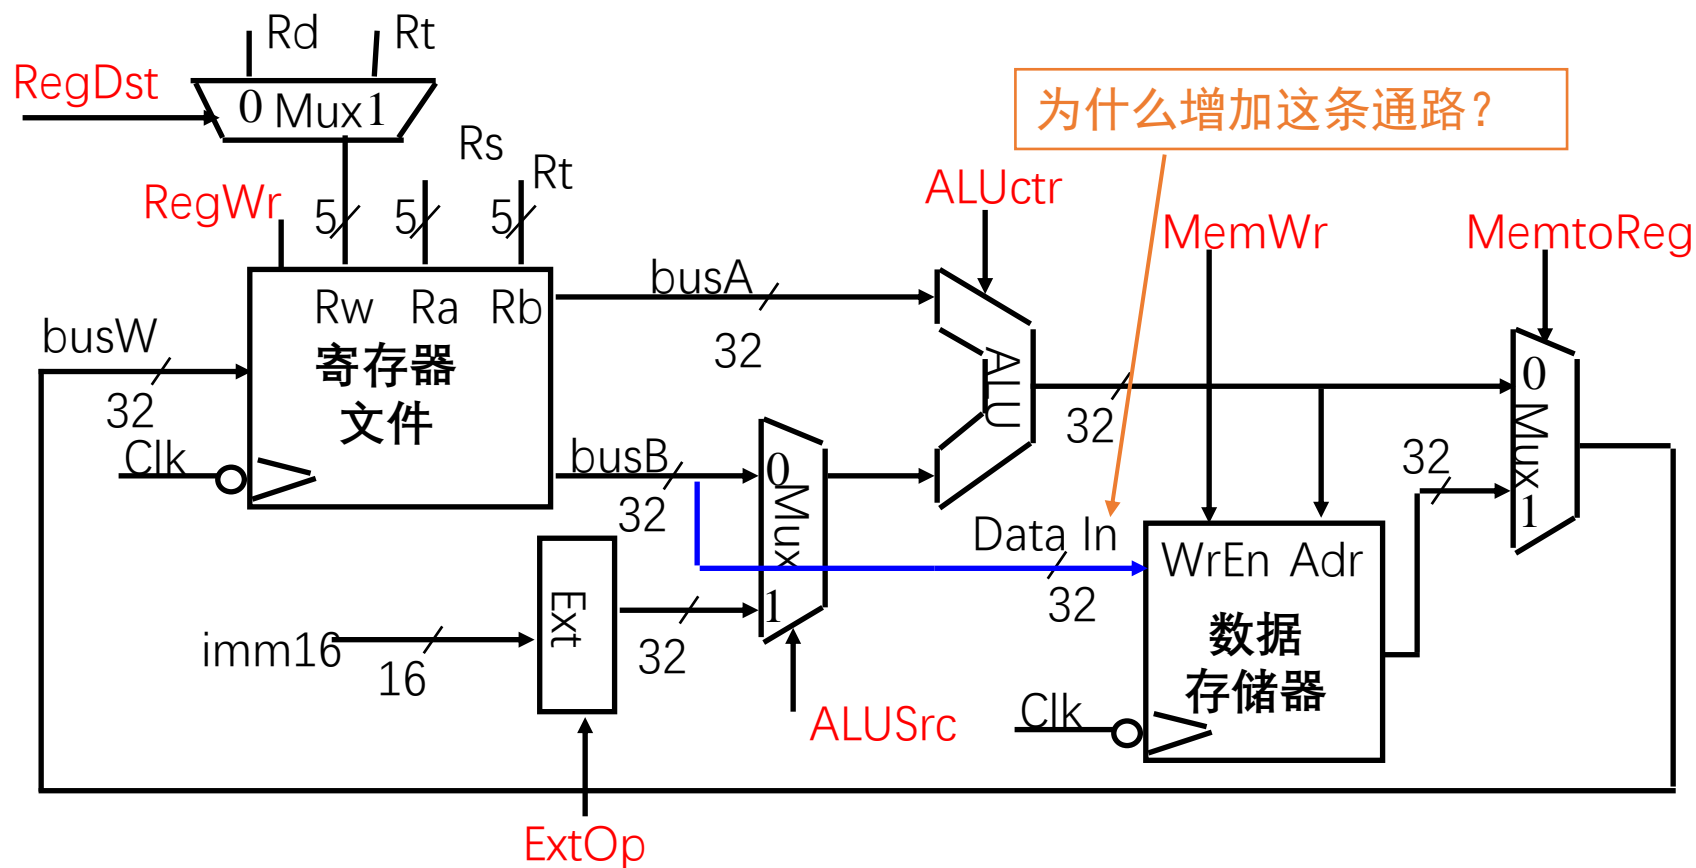 Rd
Rt
RegDst
0 Mux 1
为什么增加这条通路？
Rs
Rt
RegWr
5
5
5
ALUctr
MemWr
MemtoReg
busA
32
Rw
Ra
Rb
busW
32
寄存器
文件
Clk
ALU
32
0
Mux
1
32
busB
32
0
Mux
1
Data In
32
WrEn
Adr
数据
存储器
Clk
Ext
imm16
16
32
ALUSrc
ExtOp